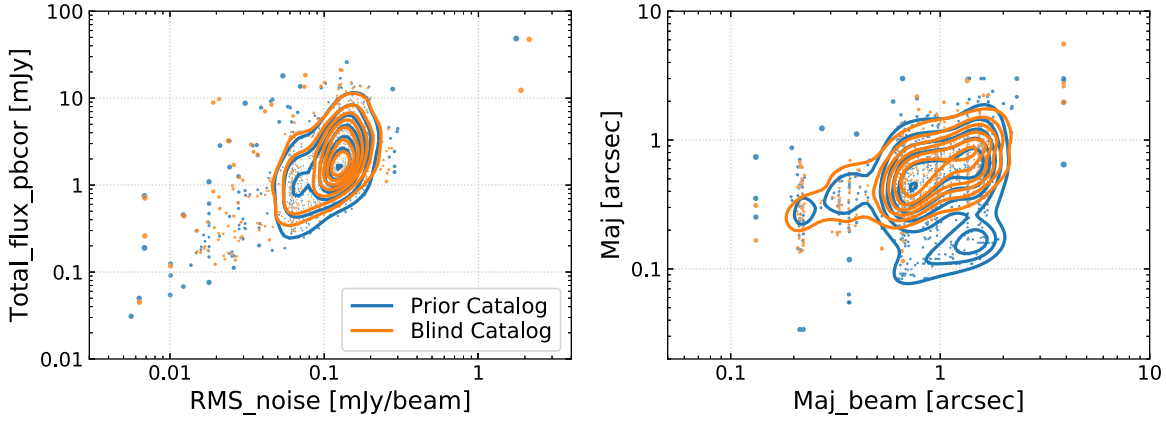 100
10
1
0.1
0.01
Total_flux_pbcor [mJy]
0.01
0.1
1
RMS_noise [mJy/beam]
Prior Catalog
Blind Catalog
10
1
0.1
Maj [arcsec]
0.1
1
10
Maj_beam [arcsec]